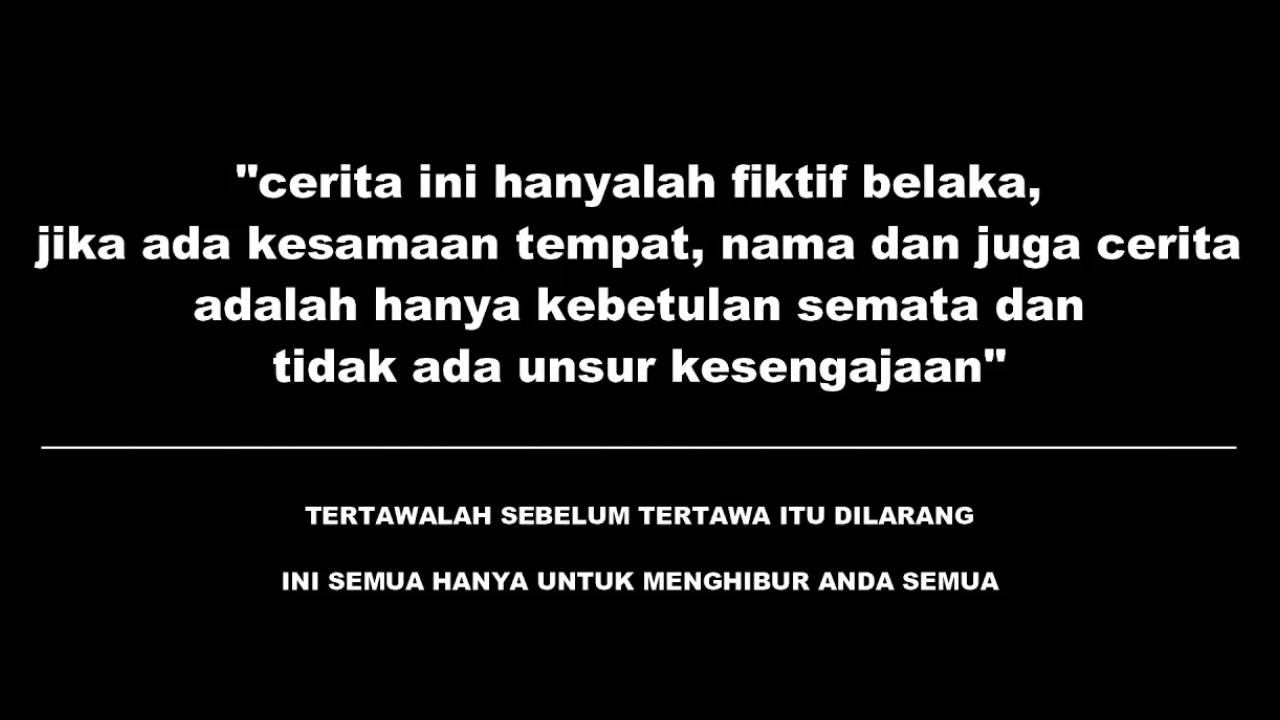 "cerita ini hanyalah fiktif belaka,
jika ada kesamaan tempat, nama dan juga cerita
adalah hanya kebetulan semata dan
tidak ada unsur kesengajaan"
TERTAWALAH SEBELUM TERTAWA ITU DILARANG
INI SEMUA HANYA UNTUK MENGHIBUR ANDA SEMUA